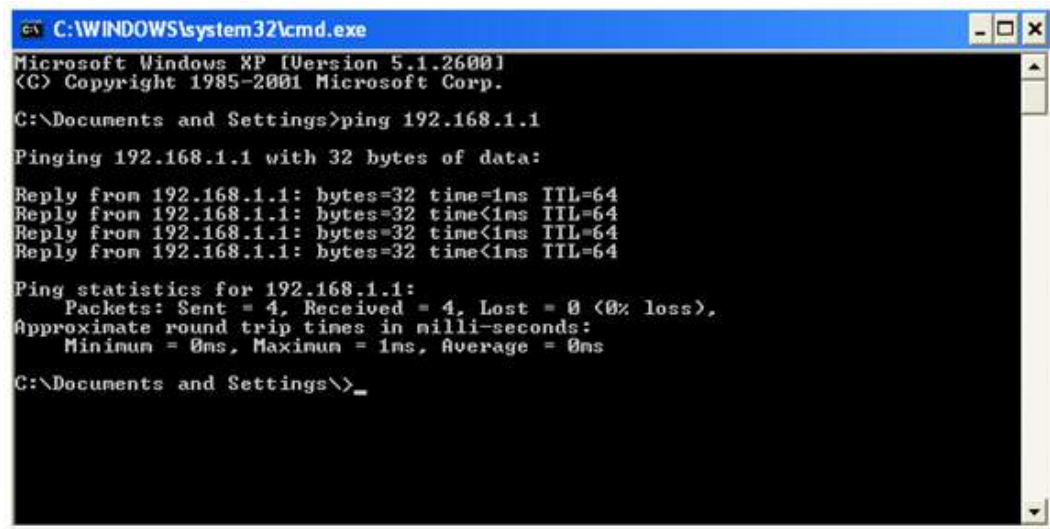 C:\WINDOWS\system32\cmd.exe
Microsoft Windows XP [Version 5.1.2600]
(C) Copyright 1985-2001 Microsoft Corp.
C:\Documents and Settings>ping 192.168.1.1
Pinging 192.168.1.1 with 32 bytes of data:
Reply from 192.168.1.1: bytes=32 time=1ms TTL=64
Reply from 192.168.1.1: bytes=32 time<1ms TTL=64
Reply from 192.168.1.1: bytes=32 time<1ms TTL=64
Reply from 192.168.1.1: bytes=32 time<1ms TTL=64
Ping statistics for 192.168.1.1:
Packets: Sent = 4, Received = 4, Lost = 0 (0% loss),
Approximate round trip times in milli-seconds:
Minimum = 0ms, Maximum = 1ms, Average = 0ms
C:\Documents and Settings\>_